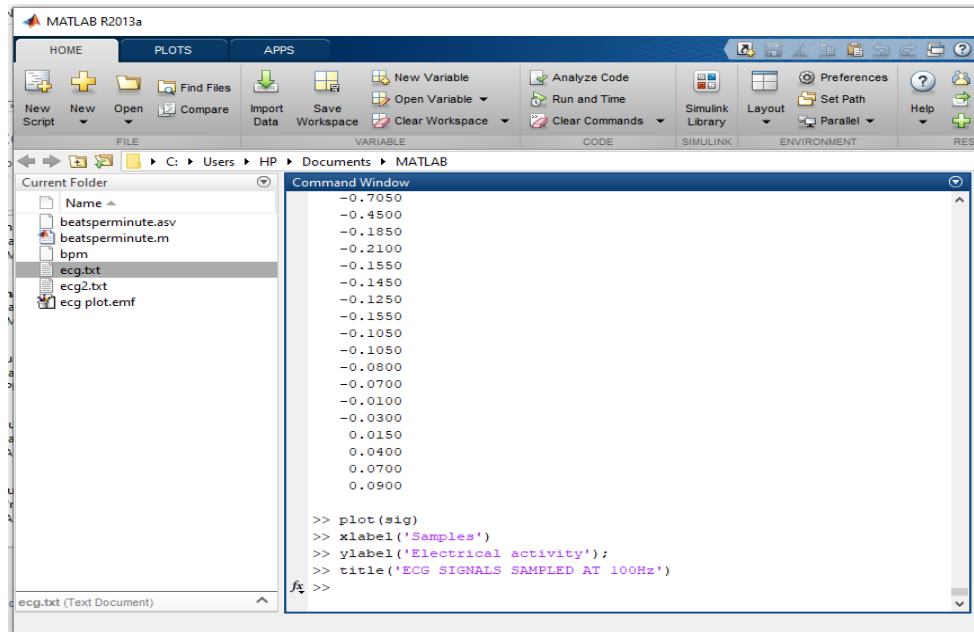 MATLAB R2013a
HOME PLOTS APPS
New Script
New
Open
Find Files
Compare
Import Data
Save Workspace
New Variable
Open Variable
Clear Workspace
Analyze Code
Run and Time
Clear Commands
Simulink Library
Layout
Preferences
Set Path
Parallel
Help
FILE VARIABLE CODE SIMULINK ENVIRONMENT RES
C: Users HP Documents MATLAB
Current Folder
Name
beatsperminute.asv
beatsperminute.m
bpm
ecg.txt
ecg2.txt
ecg plot.emf
ecg.txt (Text Document)
Command Window
-0.7050
-0.4500
-0.1850
-0.2100
-0.1550
-0.1450
-0.1250
-0.1550
-0.1050
-0.1050
-0.0800
-0.0700
-0.0100
-0.0300
0.0150
0.0400
0.0700
0.0900
>> plot(sig)
>> xlabel('Samples')
>> ylabel('Electrical activity');
>> title('ECG SIGNALS SAMPLED AT 100Hz')
fx >>